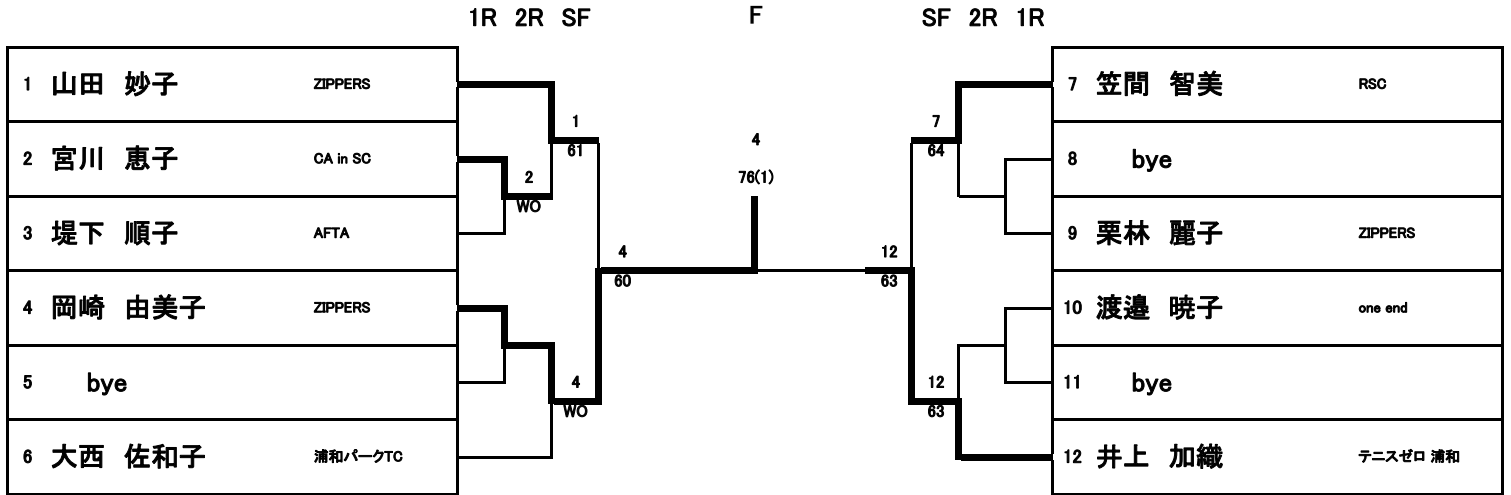 1R 2R SF F SF 2R 1R
1 山田 妙子 ZIPPERS
2 宮川 恵子 CA in SC
3 堤下 順子 AFTA
4 岡崎 由美子 ZIPPERS
5 bye
6 大西 佐和子 浦和パークTC
1
61
2
WO
4
WO
4
60
4
76(1)
12
63
7
64
12
63
7 笠間 智美 RSC
8 bye
9 栗林 麗子 ZIPPERS
10 渡邉 暁子 one end
11 bye
12 井上 加織 テニスゼロ 浦和